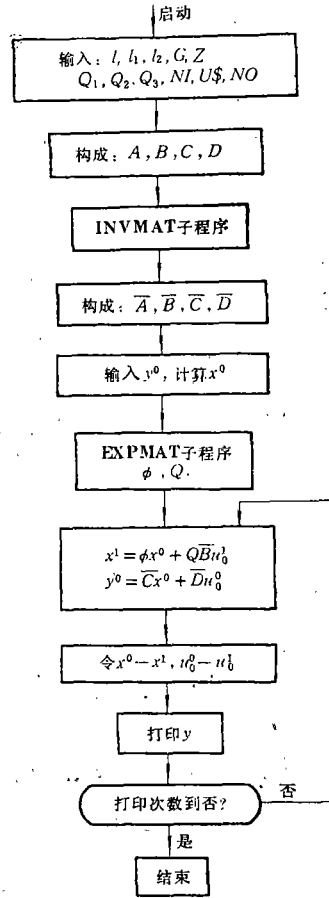 启动
输入: l, l₁, l₂, G, Z
Q₁, Q₂, Q₃, NI, U$, NO
构成: A, B, C, D
INVMAT子程序
构成: A̅, B̅, C̅, D̅
输入 y⁰, 计算x⁰
EXPMAT子程序
φ, Q.
x¹ = φx⁰ + QB̅u₀¹
y⁰ = C̅x⁰ + D̅u₀⁰
令x⁰—x¹, u₀⁰—u₀¹
打印y
打印次数到否?
否
是
结束